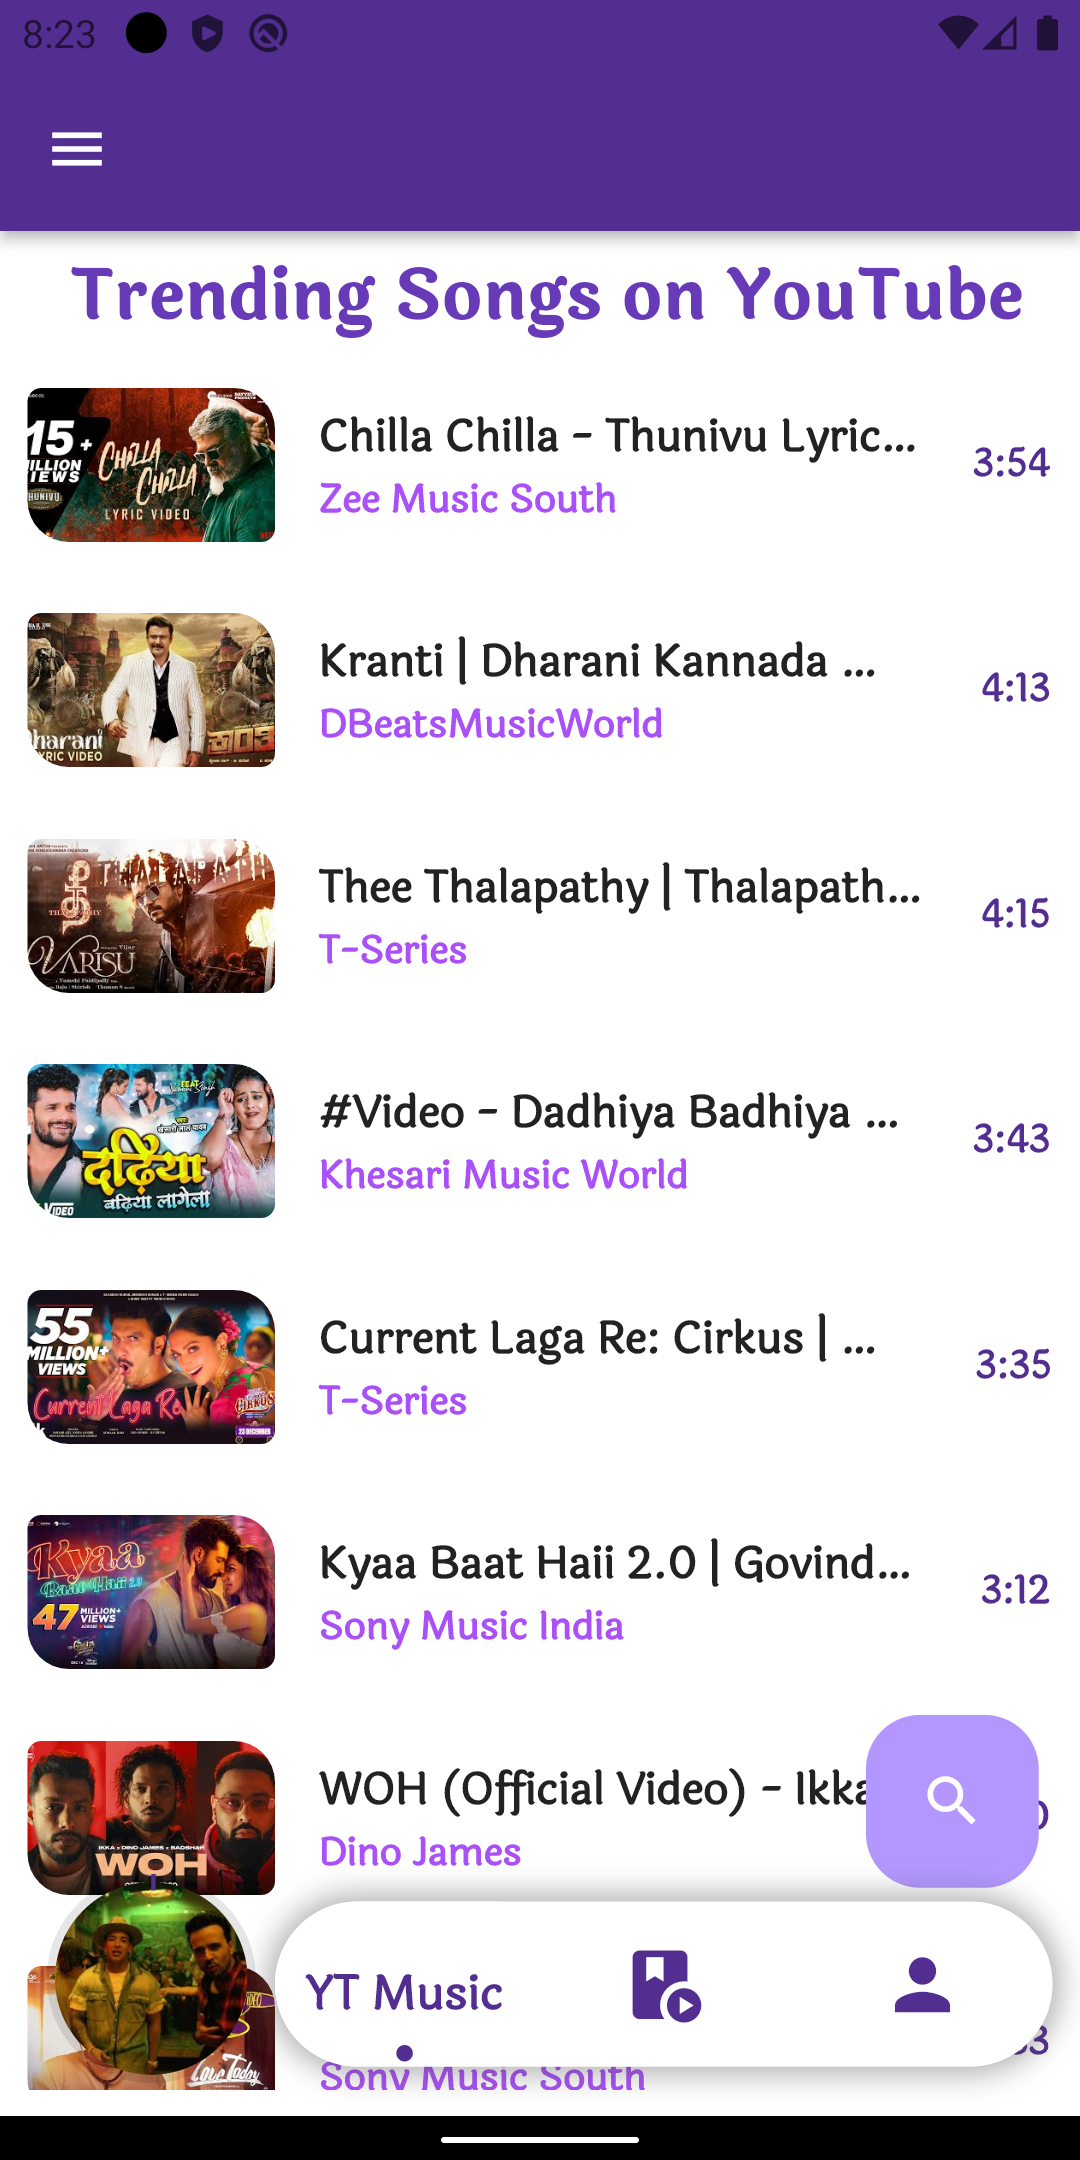 8:23
Trending Songs on YouTube
15+
MILLION
VIEWS
THUNIVU
CHILLA
CHILLA
LYRIC VIDEO
Chilla Chilla - Thunivu Lyric...
Zee Music South
3:54
Dharani
LYRIC VIDEO
ಕ್ರಾಂತಿ
Kranti | Dharani Kannada ...
DBeatsMusicWorld
4:13
THALAPATHY
தீ
THALAPATHY
VARISU
Thee Thalapathy | Thalapath...
T-Series
4:15
FEAT
दढ़िया
बढ़िया लागेला
VIDEO
#Video - Dadhiya Badhiya ...
Khesari Music World
3:43
55
MILLION+
VIEWS
Current Laga Re
CIRKUS
23 DECEMBER
Current Laga Re: Cirkus | ...
T-Series
3:35
Kyaa
Baat Haii 2.0
47 MILLION+
VIEWS
Kyaa Baat Haii 2.0 | Govind...
Sony Music India
3:12
IKKA x DINO JAMES x BADSHAH
WOH
WOH (Official Video) - Ikka
Dino James
YT Music
Love Today
Sony Music South